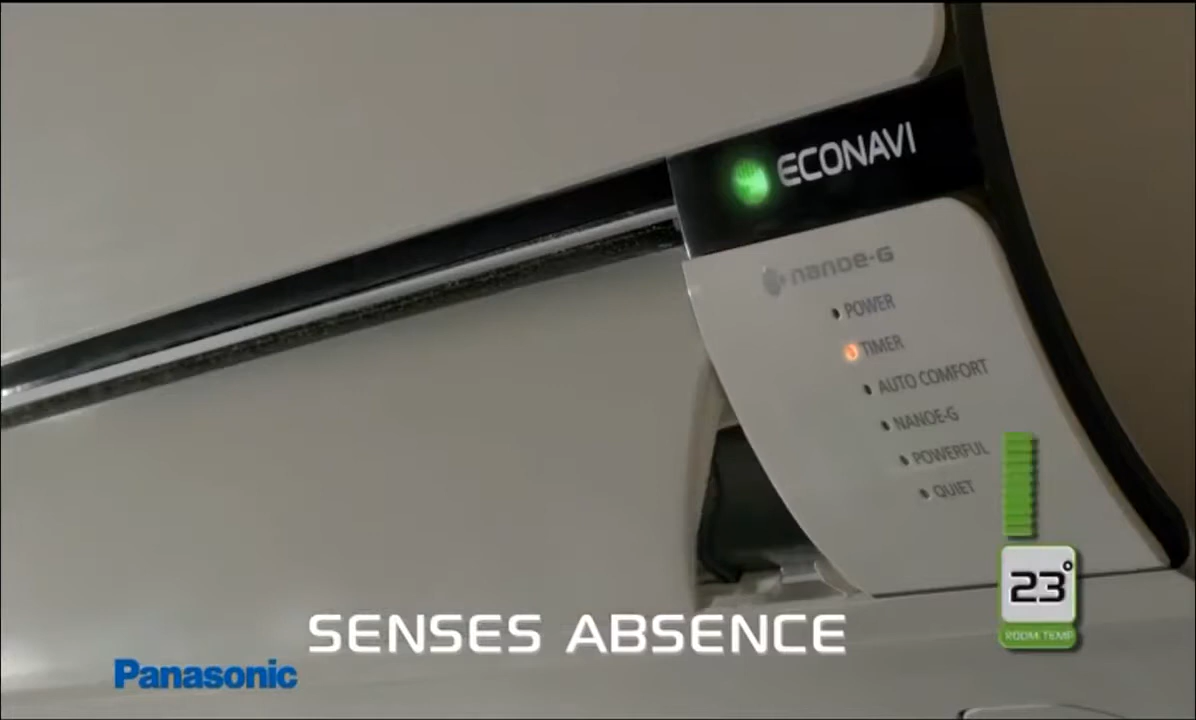 ECONAVI
nanoe-G
POWER
TIMER
AUTO COMFORT
NANOE-G
POWERFUL
QUIET
23°
ROOM TEMP
SENSES ABSENCE
Panasonic